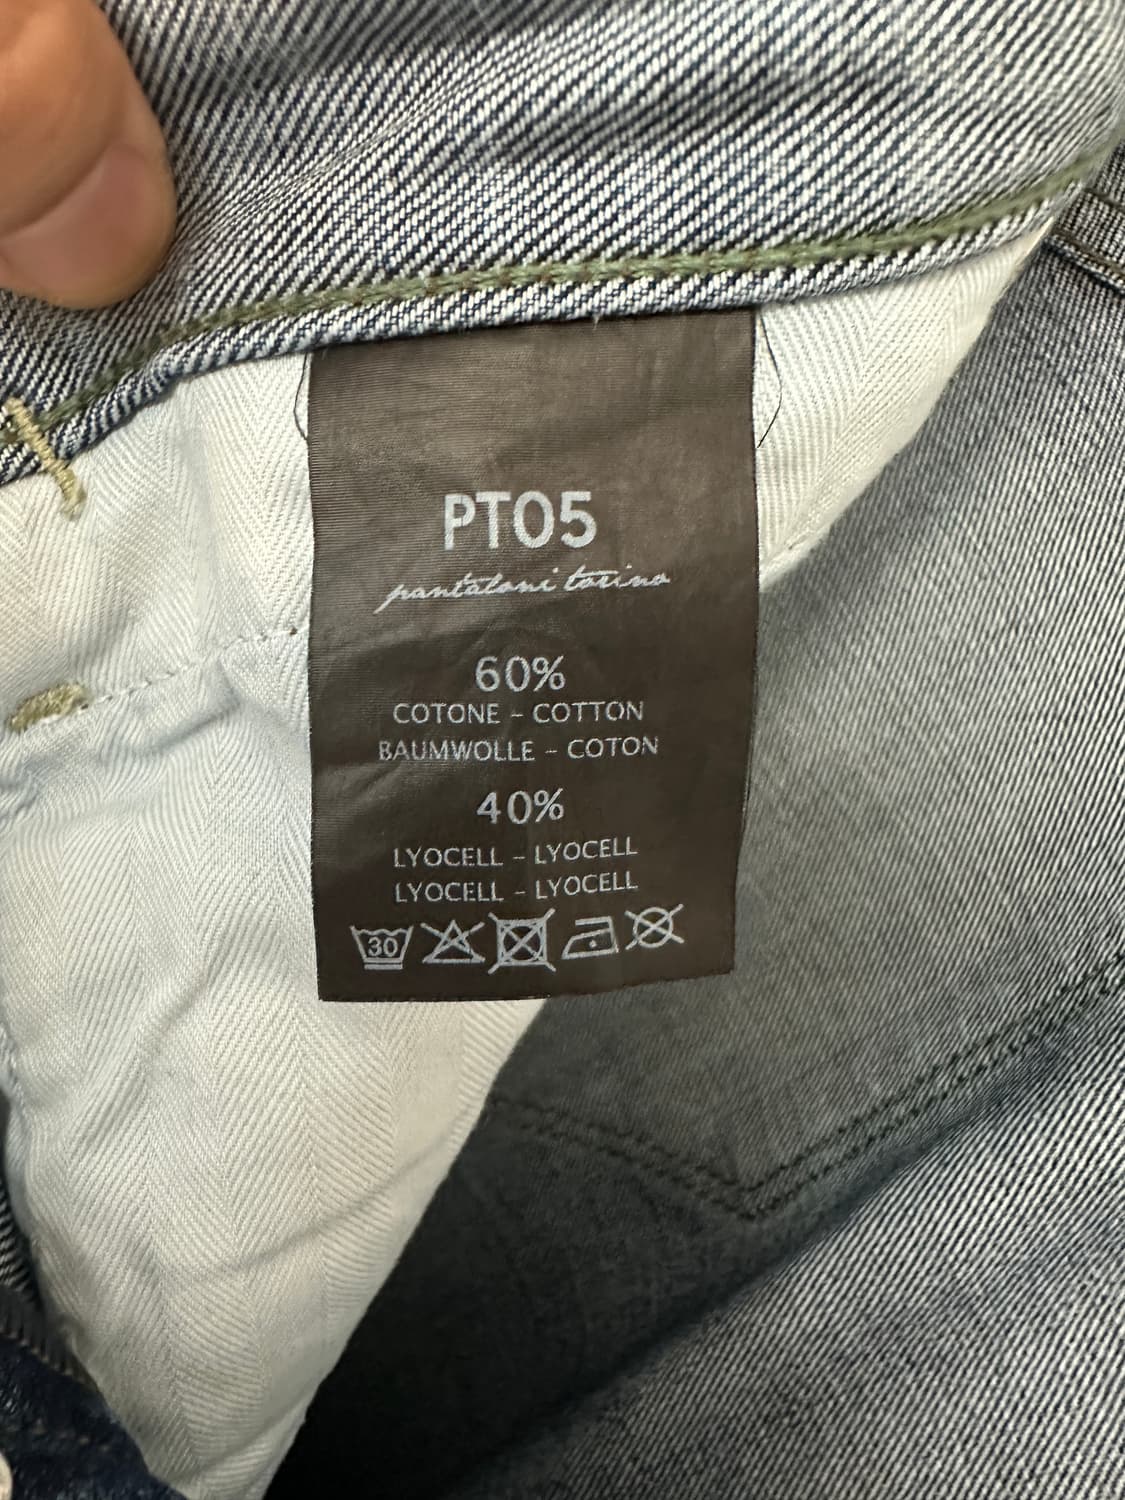 PT05
pantaloni torino
60%
COTONE - COTTON
BAUMWOLLE - COTON
40%
LYOCELL - LYOCELL
LYOCELL - LYOCELL
30